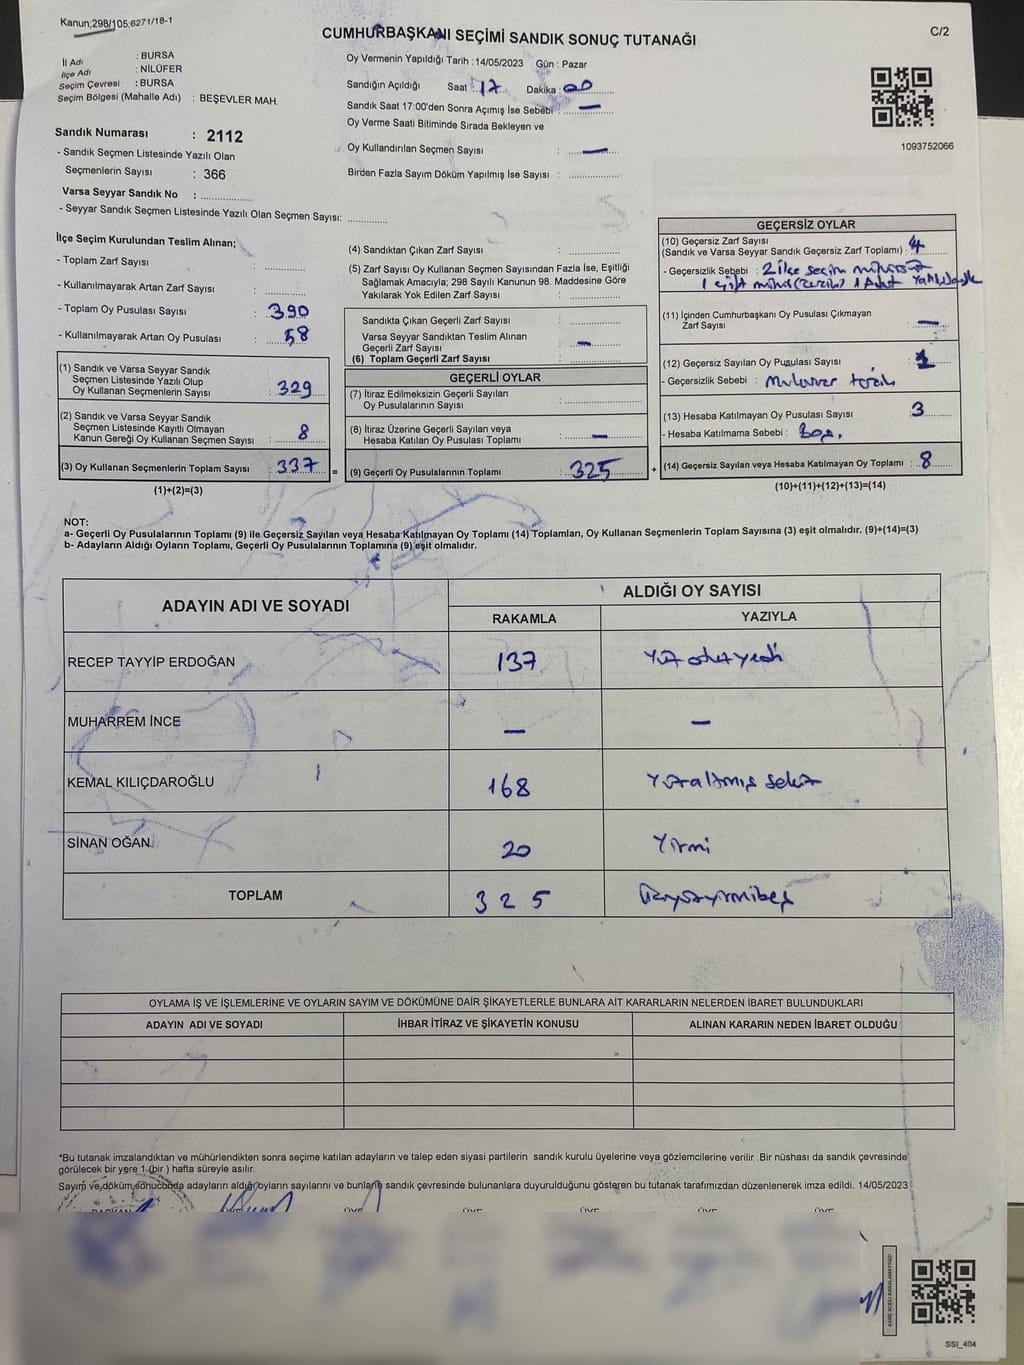 Kanun;298/105;6271/18-1
CUMHURBAŞKANI SEÇİMİ SANDIK SONUÇ TUTANAĞI
C/2
İl Adı : BURSA
İlçe Adı : NİLÜFER
Seçim Çevresi : BURSA
Seçim Bölgesi (Mahalle Adı) : BEŞEVLER MAH.
Oy Vermenin Yapıldığı Tarih : 14/05/2023 Gün : Pazar
Sandığın Açıldığı Saat : 17 Dakika : 00
Sandık Saat 17:00'den Sonra Açımış İse Sebebi : —
Oy Verme Saati Bitiminde Sırada Bekleyen ve
Oy Kullandırılan Seçmen Sayısı : —
Birden Fazla Sayım Döküm Yapılmış İse Sayısı :
1093752066
Sandık Numarası : 2112
- Sandık Seçmen Listesinde Yazılı Olan
Seçmenlerin Sayısı : 366
Varsa Seyyar Sandık No :
- Seyyar Sandık Seçmen Listesinde Yazılı Olan Seçmen Sayısı:
İlçe Seçim Kurulundan Teslim Alınan;
- Toplam Zarf Sayısı :
- Kullanılmayarak Artan Zarf Sayısı :
- Toplam Oy Pusulası Sayısı : 390
- Kullanılmayarak Artan Oy Pusulası : 58
(1) Sandık ve Varsa Seyyar Sandık
Seçmen Listesinde Yazılı Olup
Oy Kullanan Seçmenlerin Sayısı : 329
(2) Sandık ve Varsa Seyyar Sandık
Seçmen Listesinde Kayıtlı Olmayan
Kanun Gereği Oy Kullanan Seçmen Sayısı : 8
(3) Oy Kullanan Seçmenlerin Toplam Sayısı : 337 =
(1)+(2)=(3)
(4) Sandıktan Çıkan Zarf Sayısı :
(5) Zarf Sayısı Oy Kullanan Seçmen Sayısından Fazla İse, Eşitliği
Sağlamak Amacıyla; 298 Sayılı Kanunun 98. Maddesine Göre
Yakılarak Yok Edilen Zarf Sayısı :
Sandıkta Çıkan Geçerli Zarf Sayısı :
Varsa Seyyar Sandıktan Teslim Alınan
Geçerli Zarf Sayısı : —
(6) Toplam Geçerli Zarf Sayısı :
GEÇERLİ OYLAR
(7) İtiraz Edilmeksizin Geçerli Sayılan
Oy Pusulalarının Sayısı :
(8) İtiraz Üzerine Geçerli Sayılan veya
Hesaba Katılan Oy Pusulası Toplamı : —
(9) Geçerli Oy Pusulalarının Toplamı : 325 +
GEÇERSİZ OYLAR
(10) Geçersiz Zarf Sayısı
(Sandık ve Varsa Seyyar Sandık Geçersiz Zarf Toplamı) : 4
- Geçersizlik Sebebi : 2 ilçe seçim
1 çift 1
(11) İçinden Cumhurbaşkanı Oy Pusulası Çıkmayan
Zarf Sayısı : —
(12) Geçersiz Sayılan Oy Pusulası Sayısı : 1
- Geçersizlik Sebebi :
(13) Hesaba Katılmayan Oy Pusulası Sayısı : 3
- Hesaba Katılmama Sebebi : Boş.
(14) Geçersiz Sayılan veya Hesaba Katılmayan Oy Toplamı : 8
(10)+(11)+(12)+(13)=(14)
NOT:
a- Geçerli Oy Pusulalarının Toplamı (9) ile Geçersiz Sayılan veya Hesaba Katılmayan Oy Toplamı (14) Toplamları, Oy Kullanan Seçmenlerin Toplam Sayısına (3) eşit olmalıdır. (9)+(14)=(3)
b- Adayların Aldığı Oyların Toplamı, Geçerli Oy Pusulalarının Toplamına (9) eşit olmalıdır.
ADAYIN ADI VE SOYADI ALDIĞI OY SAYISI
RAKAMLA YAZIYLA
RECEP TAYYİP ERDOĞAN 137 Yüzotuzyedi
MUHARREM İNCE — —
KEMAL KILIÇDAROĞLU 168 Yüzaltmış sekiz
SİNAN OĞAN 20 Yirmi
TOPLAM 325 Üçyüzyirmibeş
OYLAMA İŞ VE İŞLEMLERİNE VE OYLARIN SAYIM VE DÖKÜMÜNE DAİR ŞİKAYETLERLE BUNLARA AİT KARARLARIN NELERDEN İBARET BULUNDUKLARI
ADAYIN ADI VE SOYADI İHBAR İTİRAZ VE ŞİKAYETİN KONUSU ALINAN KARARIN NEDEN İBARET OLDUĞU
*Bu tutanak imzalandıktan ve mühürlendikten sonra seçime katılan adayların ve talep eden siyasi partilerin sandık kurulu üyelerine veya gözlemcilerine verilir .Bir nüshası da sandık çevresinde
görülecek bir yere 1 (bir ) hafta süreyle asılır.
Sayım ve döküm sonucunda adayların aldığı oyların sayılarını ve bunların sandık çevresinde bulunanlara duyurulduğunu gösteren bu tutanak tarafımızdan düzenlenerek imza edildi. 14/05/2023
BAŞKAN ÜYE ÜYE ÜYE ÜYE ÜYE
KARE KODU KARALAMAYINIZ!
SSI_404